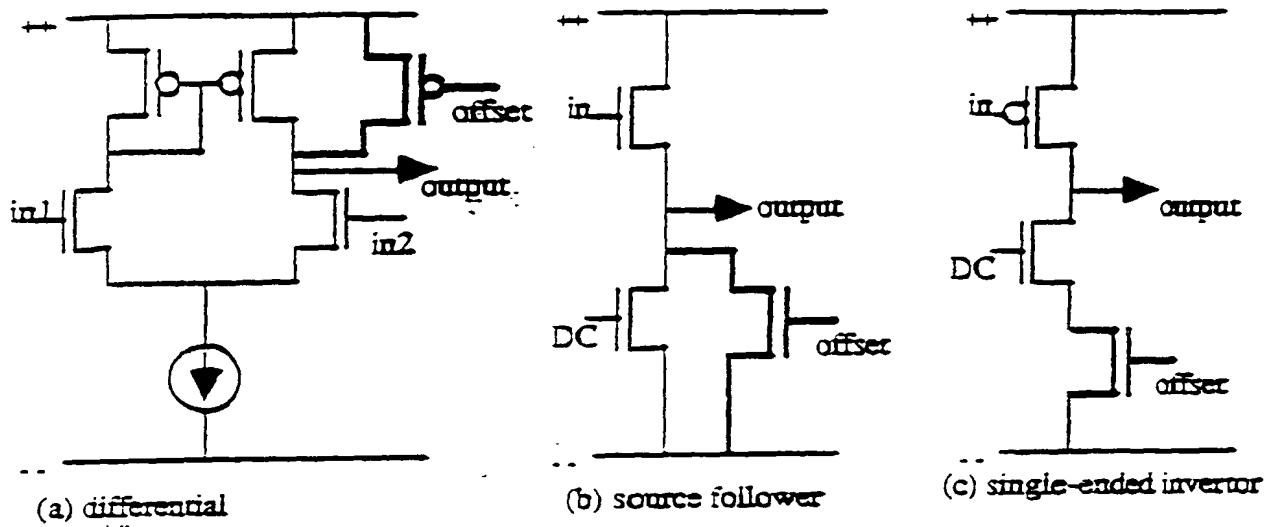 ++
offset
output
in1
in2
--
(a) differential
++
in
output
DC
offset
--
(b) source follower
++
in
output
DC
offset
--
(c) single-ended invertor